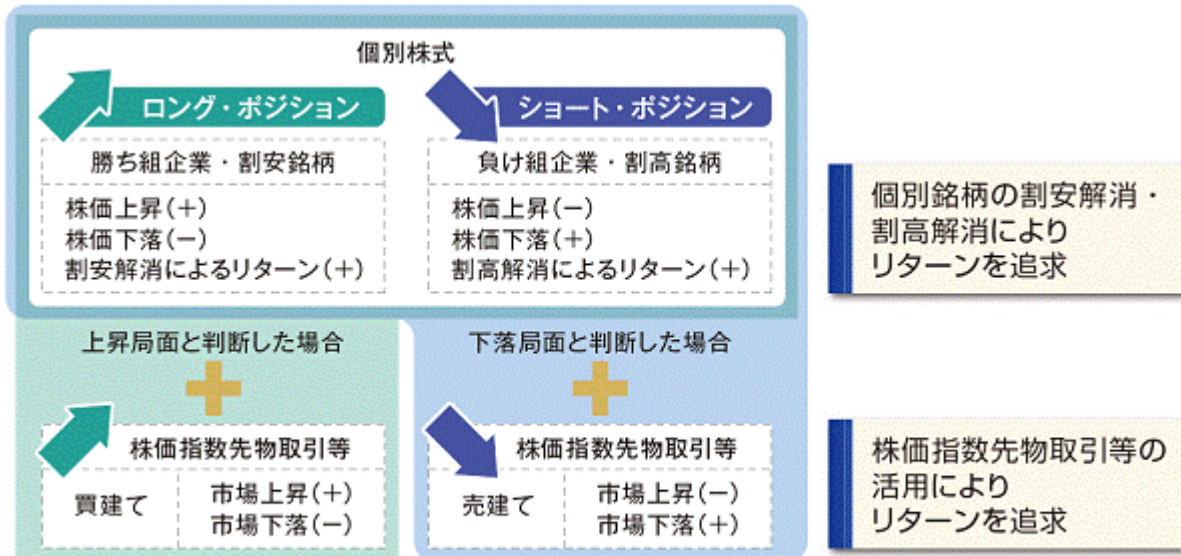 個別株式
ロング・ポジション
勝ち組企業・割安銘柄
株価上昇(+)
株価下落(−)
割安解消によるリターン(+)
ショート・ポジション
負け組企業・割高銘柄
株価上昇(−)
株価下落(+)
割高解消によるリターン(+)
個別銘柄の割安解消・
割高解消により
リターンを追求
上昇局面と判断した場合
+
株価指数先物取引等
買建て
市場上昇(+)
市場下落(−)
下落局面と判断した場合
+
株価指数先物取引等
売建て
市場上昇(−)
市場下落(+)
株価指数先物取引等の
活用により
リターンを追求